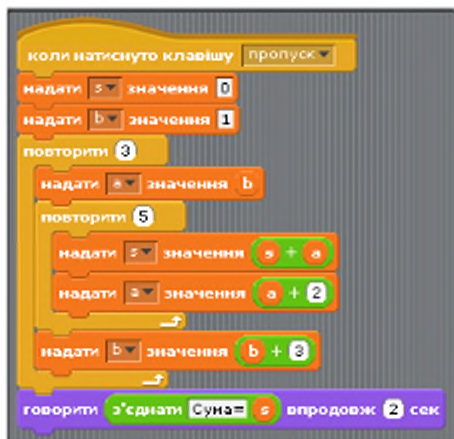 коли натиснуто клавішу пропуск
надати s значення 0
надати b значення 1
повторити 3
надати a значення b
повторити 5
надати s значення s + a
надати a значення a + 2
надати b значення b + 3
говорити з'єднати Сума= s впродовж 2 сек